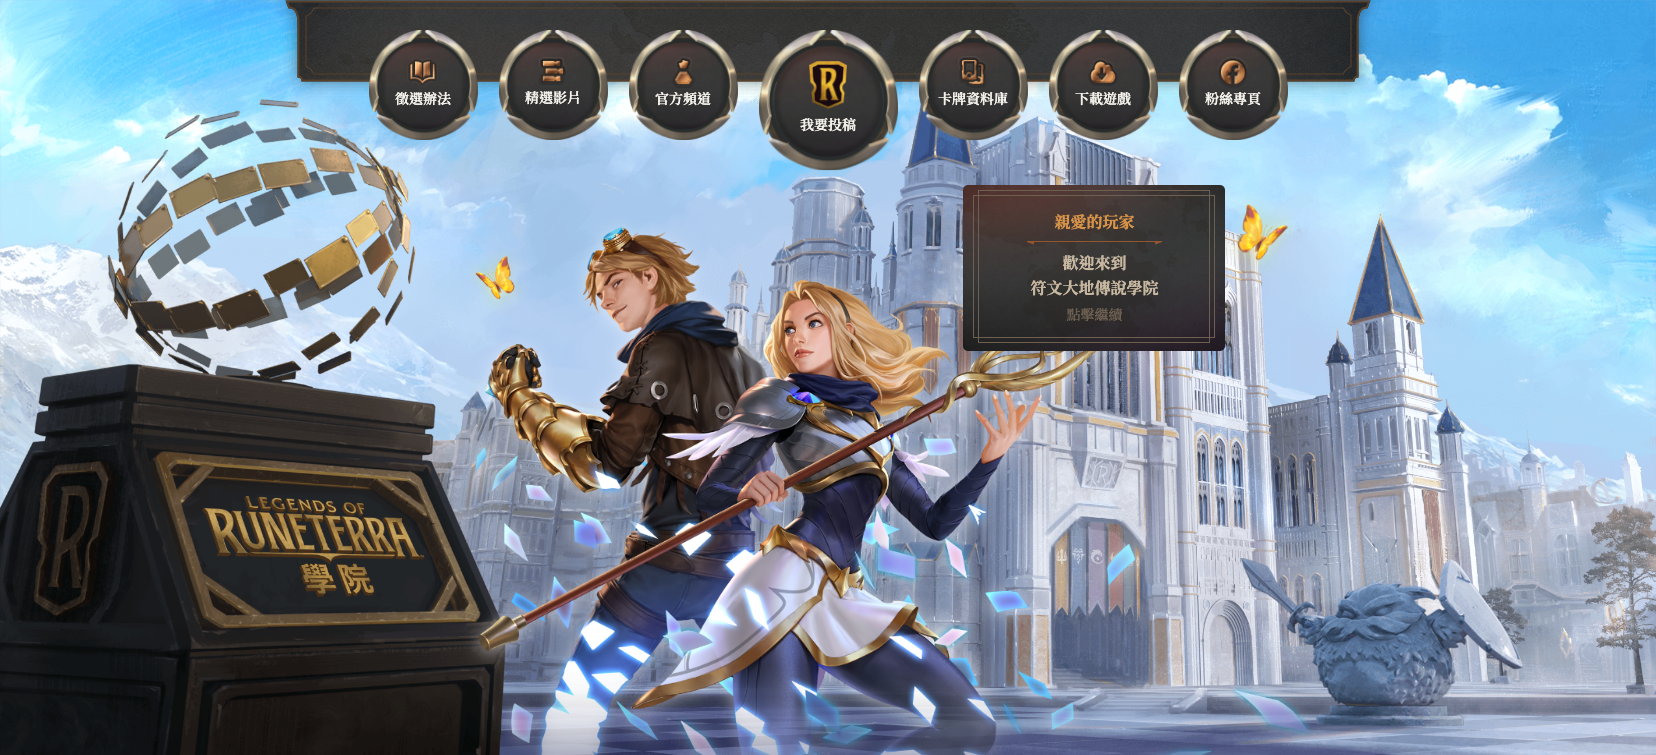 徵選辦法
精選影片
官方頻道
我要投稿
卡牌資料庫
下載遊戲
粉絲專頁
親愛的玩家
歡迎來到
符文大地傳說學院
點擊繼續
LEGENDS OF
RUNETERRA
學院